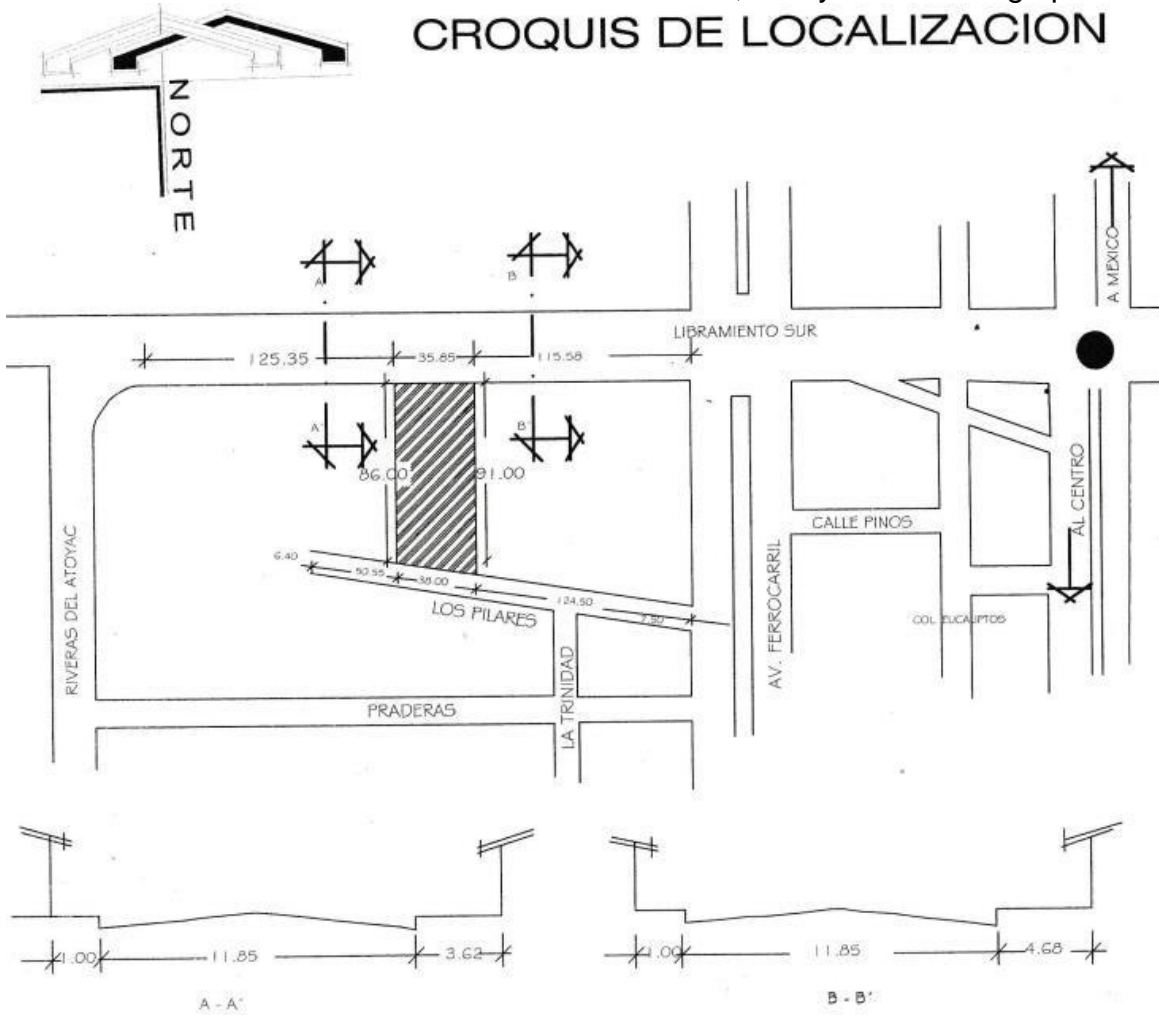 CROQUIS DE LOCALIZACION
NORTE
A MEXICO
A
B
LIBRAMIENTO SUR
125.35
35.85
115.58
A'
B'
86.00
91.00
RIVERAS DEL ATOYAC
AV. FERROCARRIL
CALLE PINOS
AL CENTRO
6.40
50.55
38.00
124.50
7.50
LOS PILARES
COL. EUCALIPTOS
PRADERAS
LA TRINIDAD
1.00
11.85
3.62
1.00
11.85
4.68
A - A'
B - B'